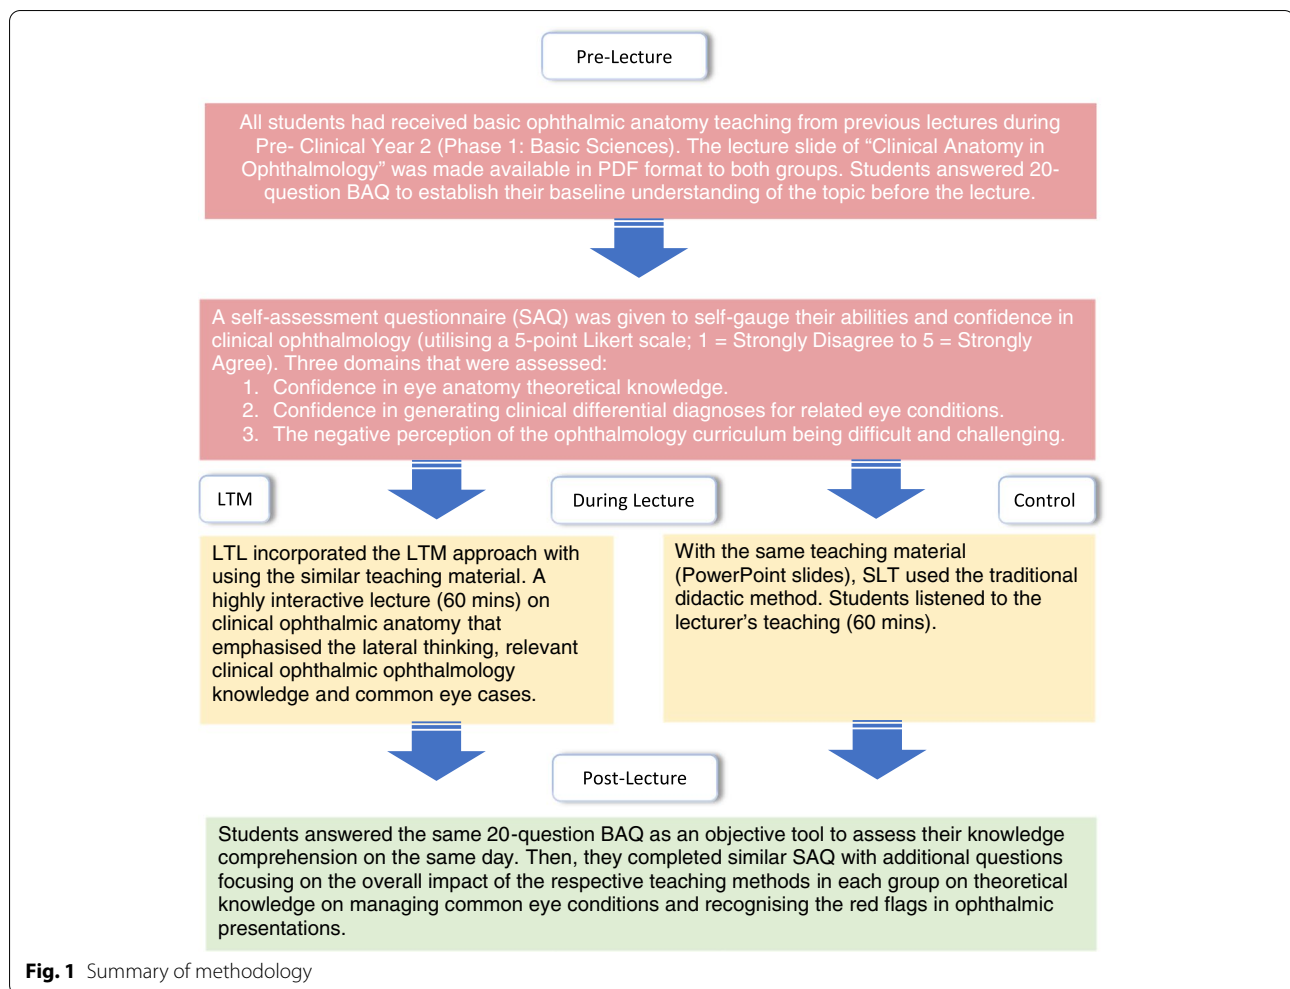 Pre-Lecture
All students had received basic ophthalmic anatomy teaching from previous lectures during
Pre- Clinical Year 2 (Phase 1: Basic Sciences). The lecture slide of “Clinical Anatomy in
Ophthalmology” was made available in PDF format to both groups. Students answered 20-
question BAQ to establish their baseline understanding of the topic before the lecture.
A self-assessment questionnaire (SAQ) was given to self-gauge their abilities and confidence in
clinical ophthalmology (utilising a 5-point Likert scale; 1 = Strongly Disagree to 5 = Strongly
Agree). Three domains that were assessed:
1. Confidence in eye anatomy theoretical knowledge.
2. Confidence in generating clinical differential diagnoses for related eye conditions.
3. The negative perception of the ophthalmology curriculum being difficult and challenging.
LTM
During Lecture
Control
LTL incorporated the LTM approach with
using the similar teaching material. A
highly interactive lecture (60 mins) on
clinical ophthalmic anatomy that
emphasised the lateral thinking, relevant
clinical ophthalmic ophthalmology
knowledge and common eye cases.
With the same teaching material
(PowerPoint slides), SLT used the traditional
didactic method. Students listened to the
lecturer’s teaching (60 mins).
Post-Lecture
Students answered the same 20-question BAQ as an objective tool to assess their knowledge
comprehension on the same day. Then, they completed similar SAQ with additional questions
focusing on the overall impact of the respective teaching methods in each group on theoretical
knowledge on managing common eye conditions and recognising the red flags in ophthalmic
presentations.
Fig. 1 Summary of methodology